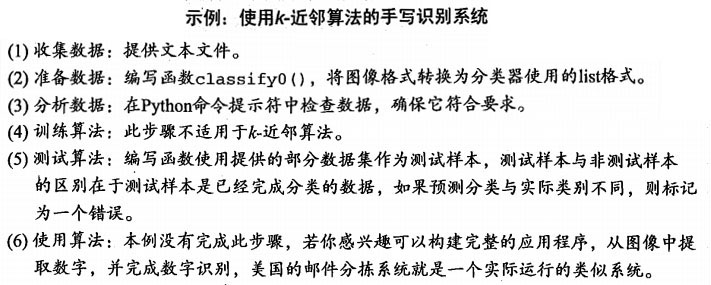 示例：使用k-近邻算法的手写识别系统
(1) 收集数据：提供文本文件。
(2) 准备数据：编写函数classify0()，将图像格式转换为分类器使用的list格式。
(3) 分析数据：在Python命令提示符中检查数据，确保它符合要求。
(4) 训练算法：此步骤不适用于k-近邻算法。
(5) 测试算法：编写函数使用提供的部分数据集作为测试样本，测试样本与非测试样本
的区别在于测试样本是已经完成分类的数据，如果预测分类与实际类别不同，则标记
为一个错误。
(6) 使用算法：本例没有完成此步骤，若你感兴趣可以构建完整的应用程序，从图像中提
取数字，并完成数字识别，美国的邮件分拣系统就是一个实际运行的类似系统。